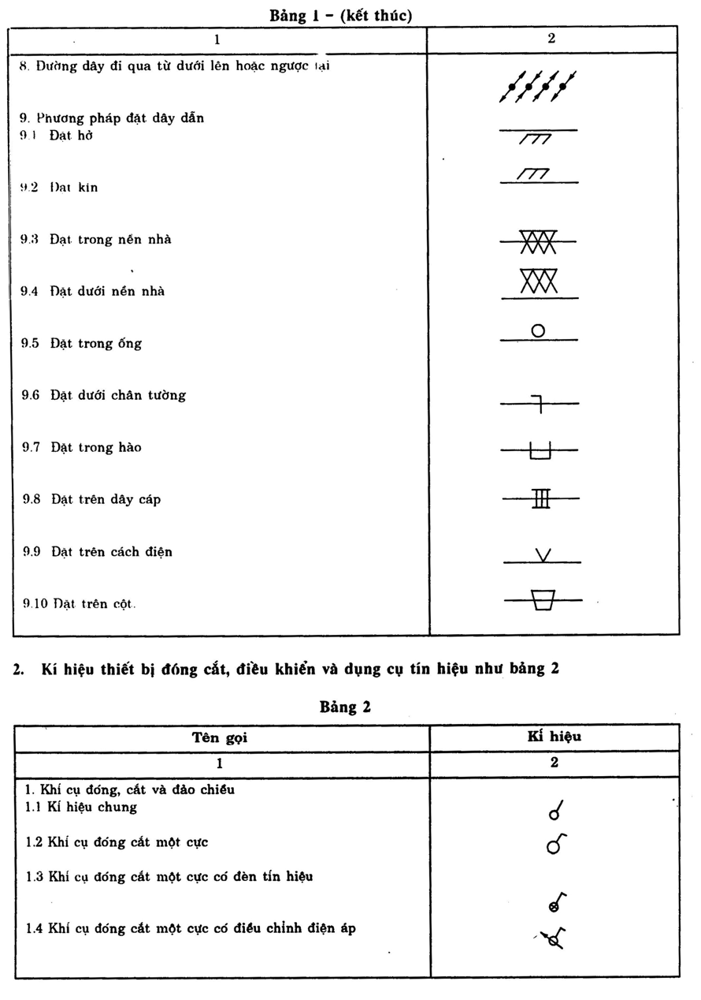 Bảng 1 - (kết thúc)
1 2
8. Đường dây đi qua từ dưới lên hoặc ngược lại
9. Phương pháp đặt dây dẫn
9.1 Đặt hở
9.2 Đặt kín
9.3 Đặt trong nền nhà
9.4 Đặt dưới nền nhà
9.5 Đặt trong ống
9.6 Đặt dưới chân tường
9.7 Đặt trong hào
9.8 Đặt trên dây cáp
9.9 Đặt trên cách điện
9.10 Đặt trên cột.
2. Kí hiệu thiết bị đóng cắt, điều khiển và dụng cụ tín hiệu như bảng 2
Bảng 2
Tên gọi Kí hiệu
1 2
1. Khí cụ đóng, cắt và đảo chiều
1.1 Kí hiệu chung
1.2 Khí cụ đóng cắt một cực
1.3 Khí cụ đóng cắt một cực có đèn tín hiệu
1.4 Khí cụ đóng cắt một cực có điều chỉnh điện áp